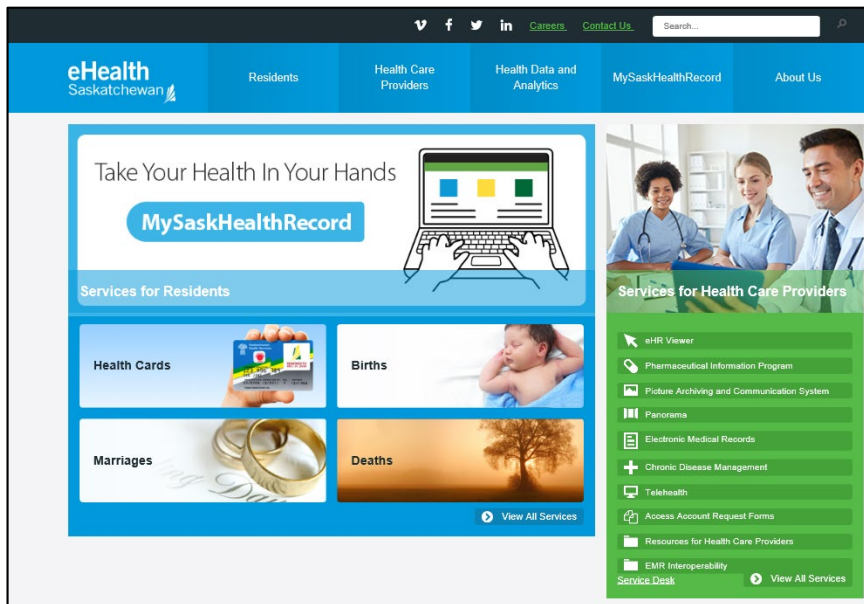 Careers
Contact Us
Search...
eHealth
Saskatchewan
Residents
Health Care
Providers
Health Data and
Analytics
MySaskHealthRecord
About Us
Take Your Health In Your Hands
MySaskHealthRecord
Services for Residents
Health Cards
Births
Marriages
Deaths
View All Services
Services for Health Care Providers
eHR Viewer
Pharmaceutical Information Program
Picture Archiving and Communication System
Panorama
Electronic Medical Records
Chronic Disease Management
Telehealth
Access Account Request Forms
Resources for Health Care Providers
EMR Interoperability
Service Desk
View All Services